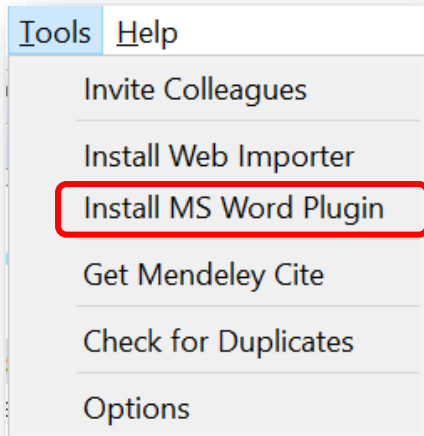 Tools Help
Invite Colleagues
Install Web Importer
Install MS Word Plugin
Get Mendeley Cite
Check for Duplicates
Options